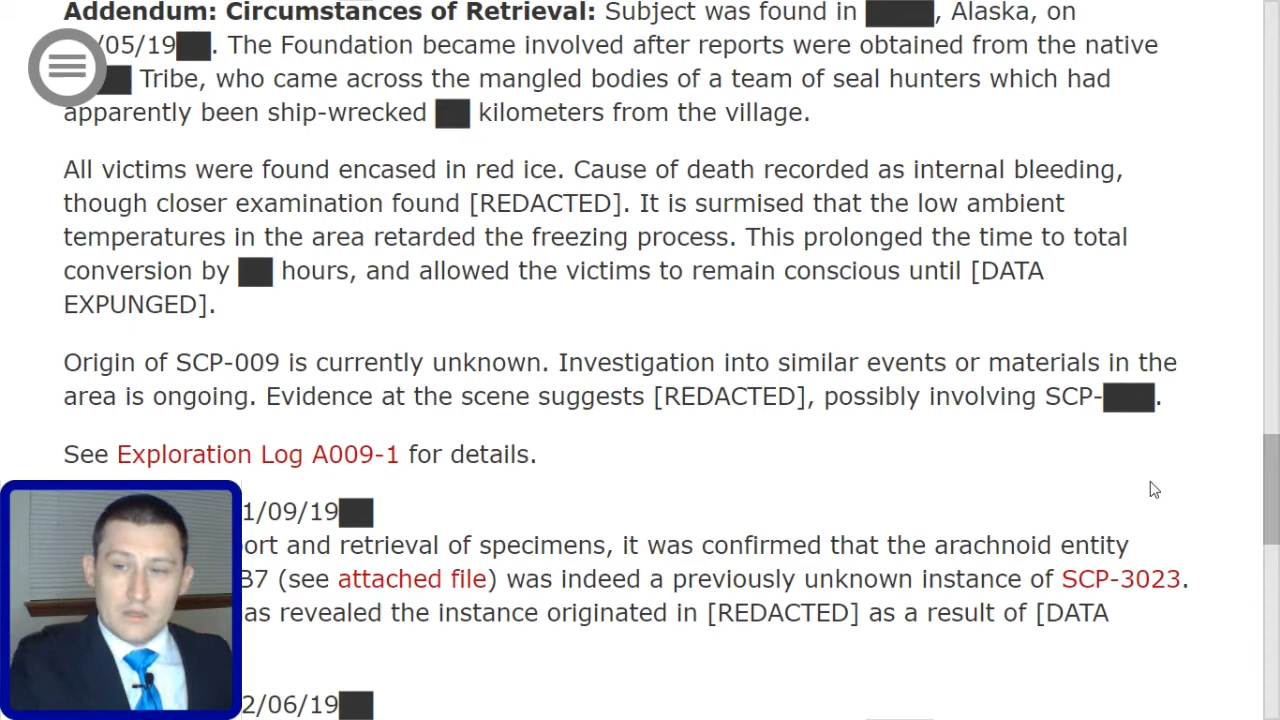 Addendum: Circumstances of Retrieval: Subject was found in ████, Alaska, on
/05/19██. The Foundation became involved after reports were obtained from the native
██ Tribe, who came across the mangled bodies of a team of seal hunters which had
apparently been ship-wrecked ██ kilometers from the village.
All victims were found encased in red ice. Cause of death recorded as internal bleeding,
though closer examination found [REDACTED]. It is surmised that the low ambient
temperatures in the area retarded the freezing process. This prolonged the time to total
conversion by ██ hours, and allowed the victims to remain conscious until [DATA
EXPUNGED].
Origin of SCP-009 is currently unknown. Investigation into similar events or materials in the
area is ongoing. Evidence at the scene suggests [REDACTED], possibly involving SCP-███.
See Exploration Log A009-1 for details.
1/09/19██
ort and retrieval of specimens, it was confirmed that the arachnoid entity
B7 (see attached file) was indeed a previously unknown instance of SCP-3023.
as revealed the instance originated in [REDACTED] as a result of [DATA
2/06/19██